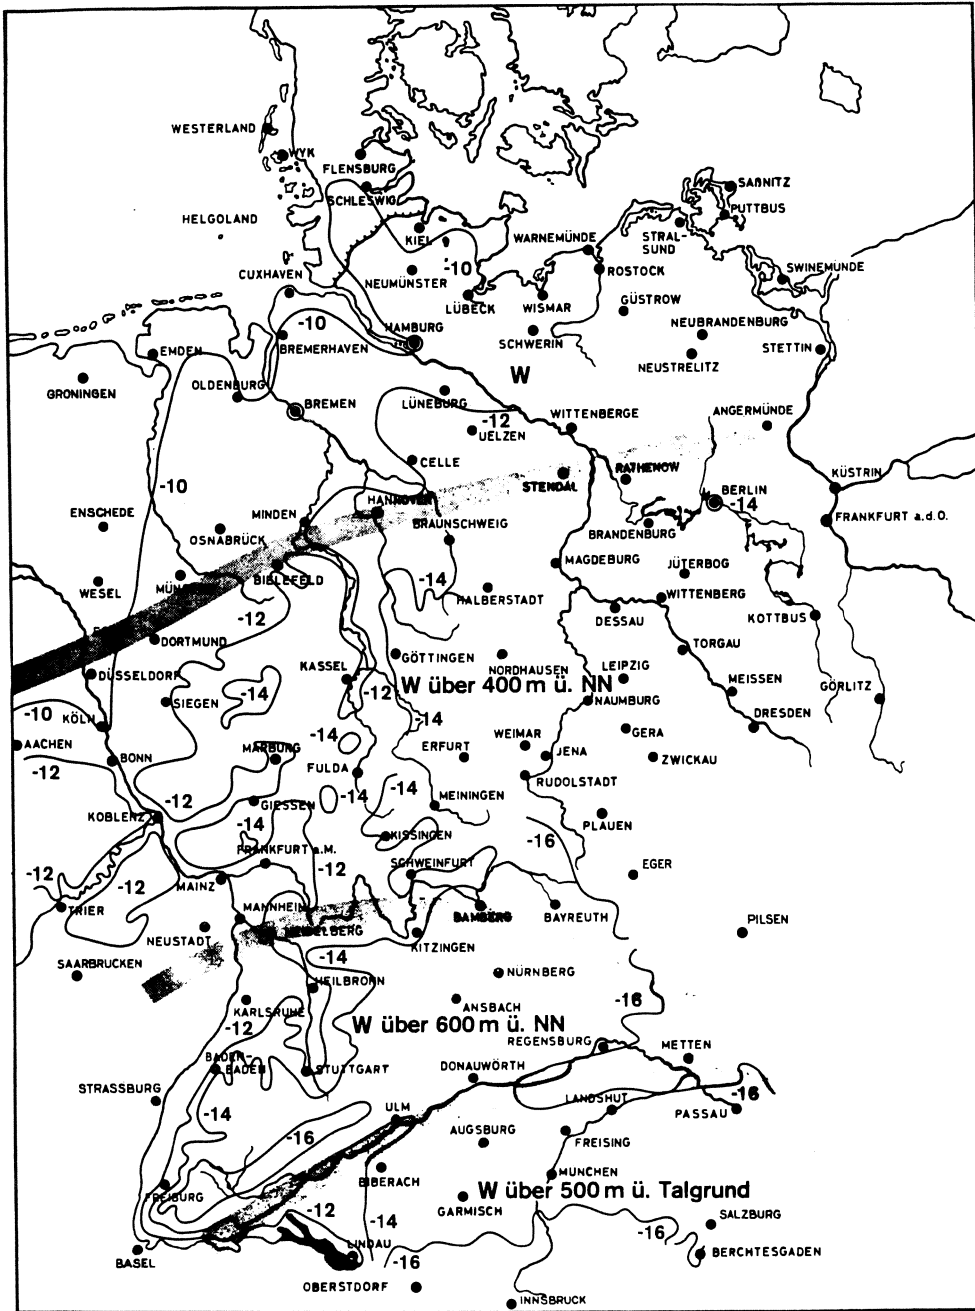 WESTERLAND
WYK
FLENSBURG
SCHLESWIG
SAßNITZ
PUTTBUS
HELGOLAND
KIEL
WARNEMÜNDE
STRAL-
SUND
-10
CUXHAVEN
NEUMÜNSTER
ROSTOCK
SWINEMÜNDE
LÜBECK
WISMAR
GÜSTROW
-10
HAMBURG
BREMERHAVEN
SCHWERIN
NEUBRANDENBURG
EMDEN
NEUSTRELITZ
STETTIN
GRONINGEN
OLDENBURG
W
BREMEN
LÜNEBURG
WITTENBERGE
ANGERMÜNDE
-12
UELZEN
CELLE
RATHENOW
KÜSTRIN
-10
STENDAL
BERLIN
-14
HANNOVER
ENSCHEDE
MINDEN
BRAUNSCHWEIG
BRANDENBURG
FRANKFURT a.d.O.
OSNABRÜCK
MAGDEBURG
JÜTERBOG
WESEL
BIELEFELD
-14
HALBERSTADT
WITTENBERG
-12
DESSAU
KOTTBUS
DORTMUND
TORGAU
GÖTTINGEN
NORDHAUSEN
LEIPZIG
DÜSSELDORF
KASSEL
W über 400 m ü. NN
-12
-14
SIEGEN
NAUMBURG
MEISSEN
GÖRLITZ
-10
KÖLN
-14
DRESDEN
AACHEN
-14
MARBURG
ERFURT
WEIMAR
GERA
BONN
JENA
ZWICKAU
-12
FULDA
RUDOLSTADT
-12
-14
-14
GIESSEN
MEININGEN
KOBLENZ
-14
KISSINGEN
PLAUEN
-16
FRANKFURT a.M.
SCHWEINFURT
EGER
-12
-12
-12
MAINZ
TRIER
MANNHEIM
BAMBERG
BAYREUTH
PILSEN
NEUSTADT
HEIDELBERG
KITZINGEN
-14
SAARBRUCKEN
HEILBRONN
NÜRNBERG
KARLSRUHE
ANSBACH
-16
-12
W über 600 m ü. NN
REGENSBURG
METTEN
BADEN-
BADEN
STUTTGART
DONAUWÖRTH
STRASSBURG
-16
-14
ULM
LANDSHUT
PASSAU
-16
AUGSBURG
FREISING
BIBERACH
MUNCHEN
FREIBURG
W über 500 m ü. Talgrund
-12
GARMISCH
SALZBURG
-14
-16
LINDAU
BASEL
-16
BERCHTESGADEN
OBERSTDORF
INNSBRUCK